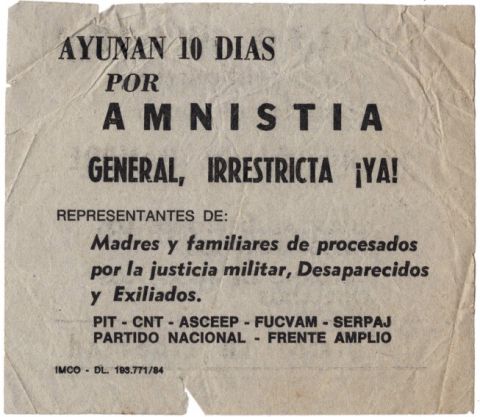 AYUNAN 10 DIAS
POR
AMNISTIA
GENERAL, IRRESTRICTA ¡YA!
REPRESENTANTES DE:
Madres y familiares de procesados
por la justicia militar, Desaparecidos
y Exiliados.
PIT - CNT - ASCEEP - FUCVAM - SERPAJ
PARTIDO NACIONAL - FRENTE AMPLIO
IMCO - DL. 193.771/84